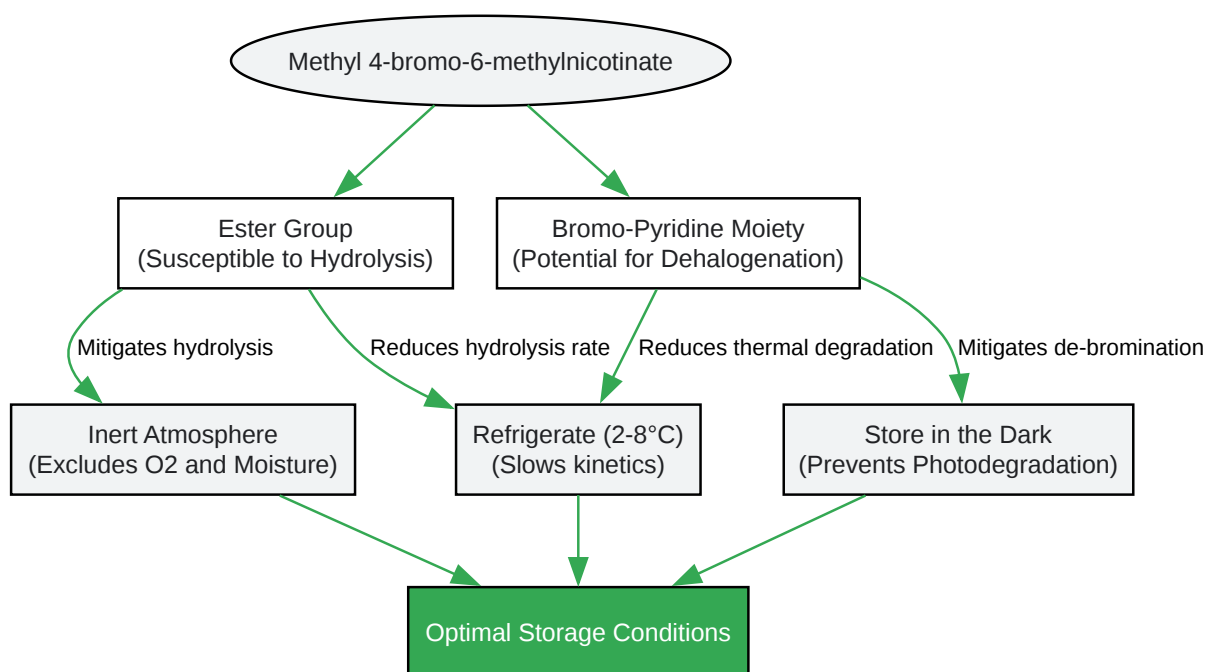 Methyl 4-bromo-6-methylnicotinate
Ester Group
(Susceptible to Hydrolysis)
Bromo-Pyridine Moiety
(Potential for Dehalogenation)
Mitigates hydrolysis
Reduces hydrolysis rate
Reduces thermal degradation
Mitigates de-bromination
Inert Atmosphere
(Excludes O2 and Moisture)
Refrigerate (2-8°C)
(Slows kinetics)
Store in the Dark
(Prevents Photodegradation)
Optimal Storage Conditions